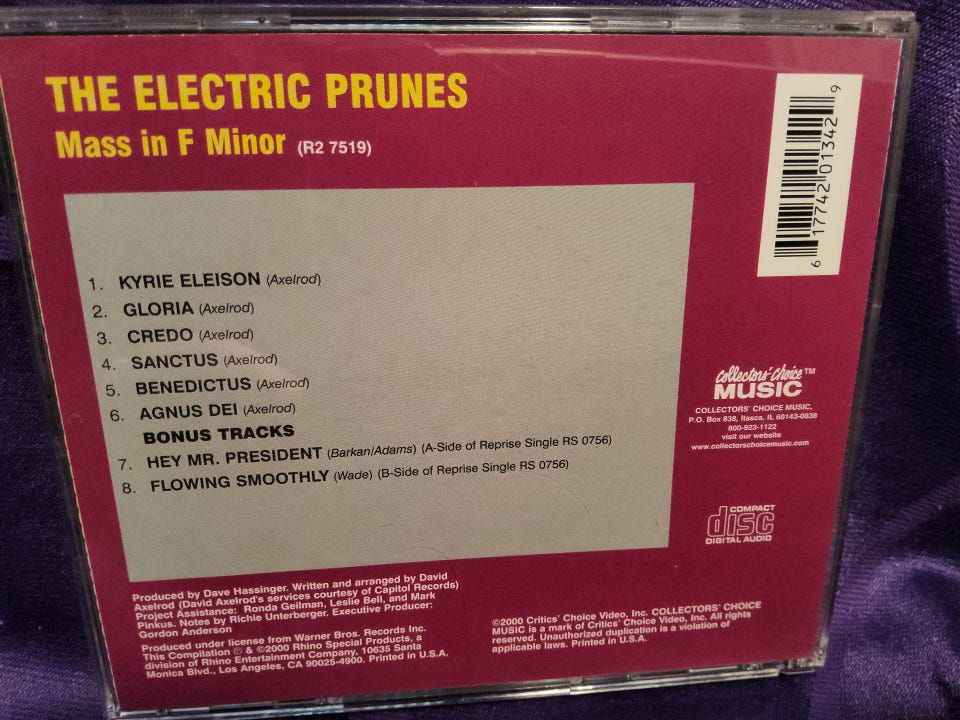 THE ELECTRIC PRUNES
Mass in F Minor (R2 7519)
6 17742 01342 9
1. KYRIE ELEISON (Axelrod)
2. GLORIA (Axelrod)
3. CREDO (Axelrod)
4. SANCTUS (Axelrod)
5. BENEDICTUS (Axelrod)
6. AGNUS DEI (Axelrod)
BONUS TRACKS
7. HEY MR. PRESIDENT (Barkan/Adams) (A-Side of Reprise Single RS 0756)
8. FLOWING SMOOTHLY (Wade) (B-Side of Reprise Single RS 0756)
Collectors' Choice™
MUSIC
COLLECTORS' CHOICE MUSIC,
P.O. Box 838, Itasca, IL 60143-0838
800-923-1122
visit our website
www.collectorschoicemusic.com
COMPACT
disc
DIGITAL AUDIO
Produced by Dave Hassinger. Written and arranged by David
Axelrod (David Axelrod's services courtesy of Capitol Records)
Project Assistance: Ronda Geilman, Leslie Bell, and Mark
Pinkus. Notes by Richie Unterberger. Executive Producer:
Gordon Anderson
Produced under license from Warner Bros. Records Inc.
This Compilation ℗ & ©2000 Rhino Special Products, a
division of Rhino Entertainment Company, 10635 Santa
Monica Blvd., Los Angeles, CA 90025-4900. Printed in U.S.A.
©2000 Critics' Choice Video, Inc. COLLECTORS' CHOICE
MUSIC is a mark of Critics' Choice Video, Inc. All rights
reserved. Unauthorized duplication is a violation of
applicable laws. Printed in U.S.A.